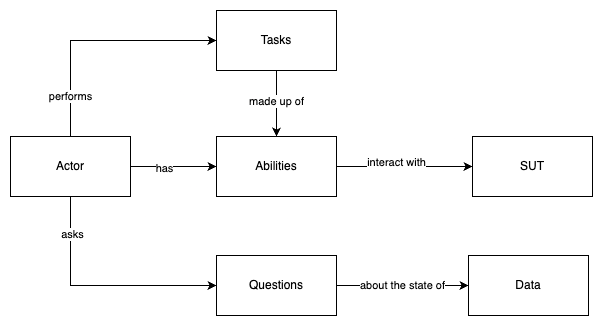 Tasks
performs
made up of
Actor
has
Abilities
interact with
SUT
asks
Questions
about the state of
Data